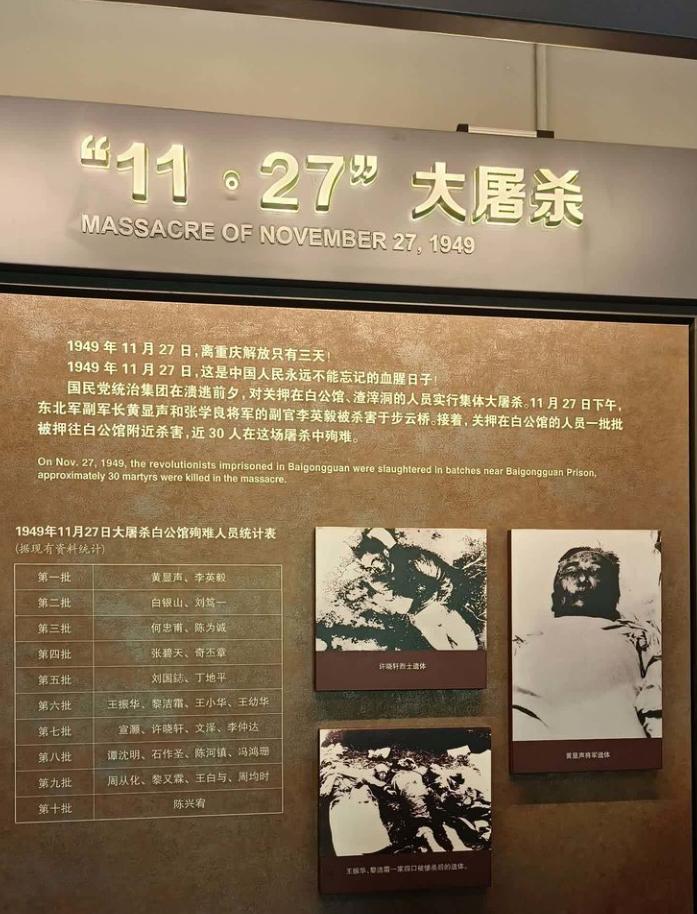 “11·27”大屠杀
MASSACRE OF NOVEMBER 27, 1949
1949 年 11 月 27 日,离重庆解放只有三天!
1949 年 11 月 27 日,这是中国人民永远不能忘记的血腥日子!
国民党统治集团在溃逃前夕,对关押在白公馆、渣滓洞的人员实行集体大屠杀。11 月 27 日下午,
东北军副军长黄显声和张学良将军的副官李英毅被杀害于步云桥。接着,关押在白公馆的人员一批批
被押往白公馆附近杀害,近 30 人在这场屠杀中殉难。
On Nov. 27, 1949, the revolutionists imprisoned in Baigongguan were slaughtered in batches near Baigongguan Prison,
approximately 30 martyrs were killed in the massacre.
1949年11月27日大屠杀白公馆殉难人员统计表
(据现有资料统计)
第一批 黄显声、李英毅
第二批 白银山、刘笃一
第三批 何忠甫、陈为诚
第四批 张碧天、奇丕章
第五批 刘国鋕、丁地平
第六批 王振华、黎洁霜、王小华、王幼华
第七批 宣灏、许晓轩、文泽、李仲达
第八批 谭沈明、石作圣、陈河镇、冯鸿珊
第九批 周从化、黎又霖、王白与、周均时
第十批 陈兴宥
许晓轩烈士遗体
黄显声将军遗体
王振华、黎洁霜一家四口被惨杀后的遗体。